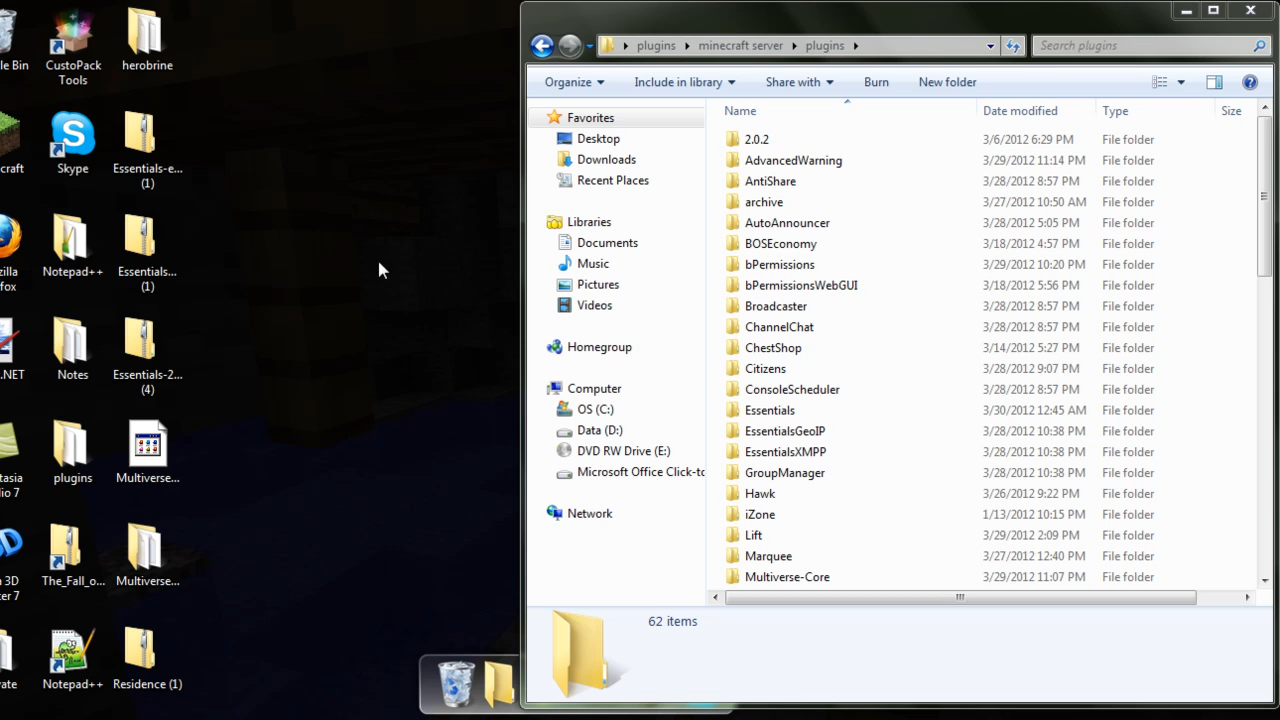 le Bin
CustoPack
Tools
herobrine
craft
Skype
Essentials-e...
(1)
zilla
fox
Notepad++
Essentials...
(1)
.NET
Notes
Essentials-2...
(4)
tasia
dio 7
plugins
Multiverse...
3D
ter 7
The_Fall_o...
Multiverse...
vate
Notepad++
Residence (1)
plugins
minecraft server
plugins
Search plugins
Organize
Include in library
Share with
Burn
New folder
Favorites
Desktop
Downloads
Recent Places
Libraries
Documents
Music
Pictures
Videos
Homegroup
Computer
OS (C:)
Data (D:)
DVD RW Drive (E:)
Microsoft Office Click-to
Network
Name Date modified Type Size
2.0.2 3/6/2012 6:29 PM File folder
AdvancedWarning 3/29/2012 11:14 PM File folder
AntiShare 3/28/2012 8:57 PM File folder
archive 3/27/2012 10:50 AM File folder
AutoAnnouncer 3/28/2012 5:05 PM File folder
BOSEconomy 3/18/2012 4:57 PM File folder
bPermissions 3/29/2012 10:20 PM File folder
bPermissionsWebGUI 3/18/2012 5:56 PM File folder
Broadcaster 3/28/2012 8:57 PM File folder
ChannelChat 3/28/2012 8:57 PM File folder
ChestShop 3/14/2012 5:27 PM File folder
Citizens 3/28/2012 9:07 PM File folder
ConsoleScheduler 3/28/2012 8:57 PM File folder
Essentials 3/30/2012 12:45 AM File folder
EssentialsGeoIP 3/28/2012 10:38 PM File folder
EssentialsXMPP 3/28/2012 10:38 PM File folder
GroupManager 3/28/2012 10:38 PM File folder
Hawk 3/26/2012 9:22 PM File folder
iZone 1/13/2012 10:15 PM File folder
Lift 3/29/2012 2:09 PM File folder
Marquee 3/27/2012 12:40 PM File folder
Multiverse-Core 3/29/2012 11:07 PM File folder
62 items